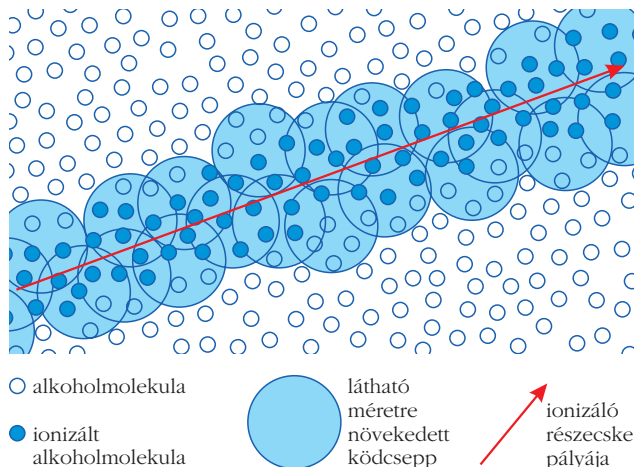 alkoholmolekula
ionizált
alkoholmolekula
látható
méretre
növekedett
ködcsepp
ionizáló
részecske
pályája